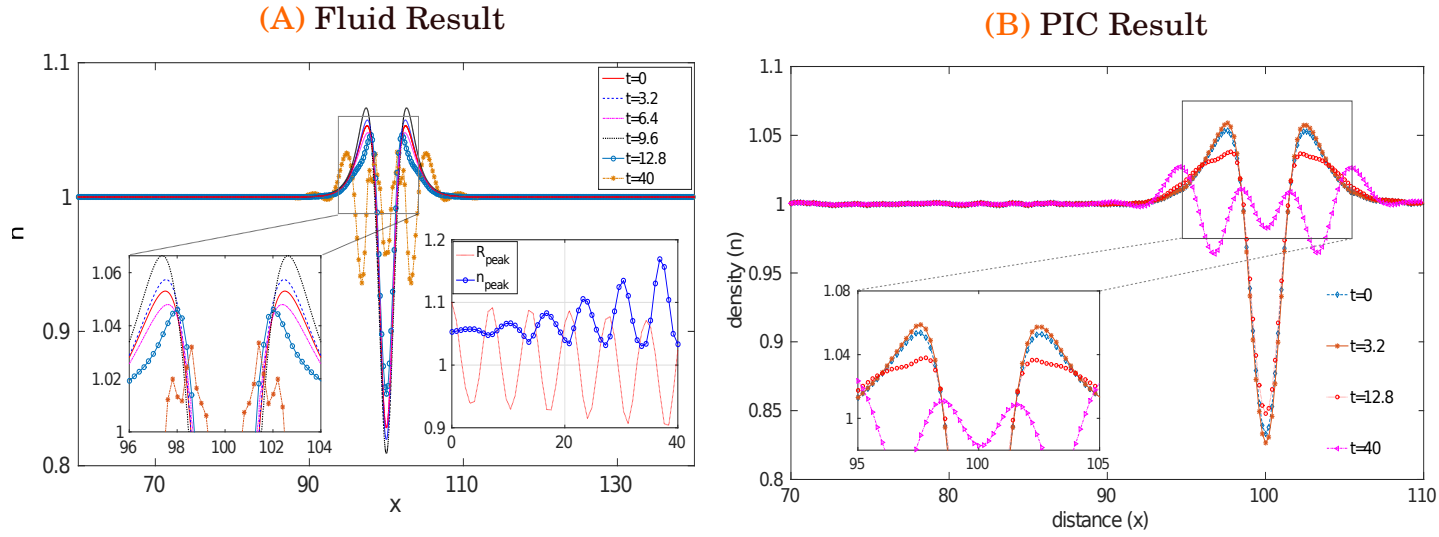 (A) Fluid Result
1.1
1
0.9
0.8
n
70
90
110
130
x
t=0
t=3.2
t=6.4
t=9.6
t=12.8
t=40
1.06
1.04
1.02
1
96
98
100
102
104
1.2
1.1
1
0.9
0
20
40
R_peak
n_peak
(B) PIC Result
1.1
1.05
1
0.95
0.9
0.85
0.8
density (n)
70
80
90
100
110
distance (x)
t=0
t=3.2
t=12.8
t=40
1.08
1.04
1
95
100
105